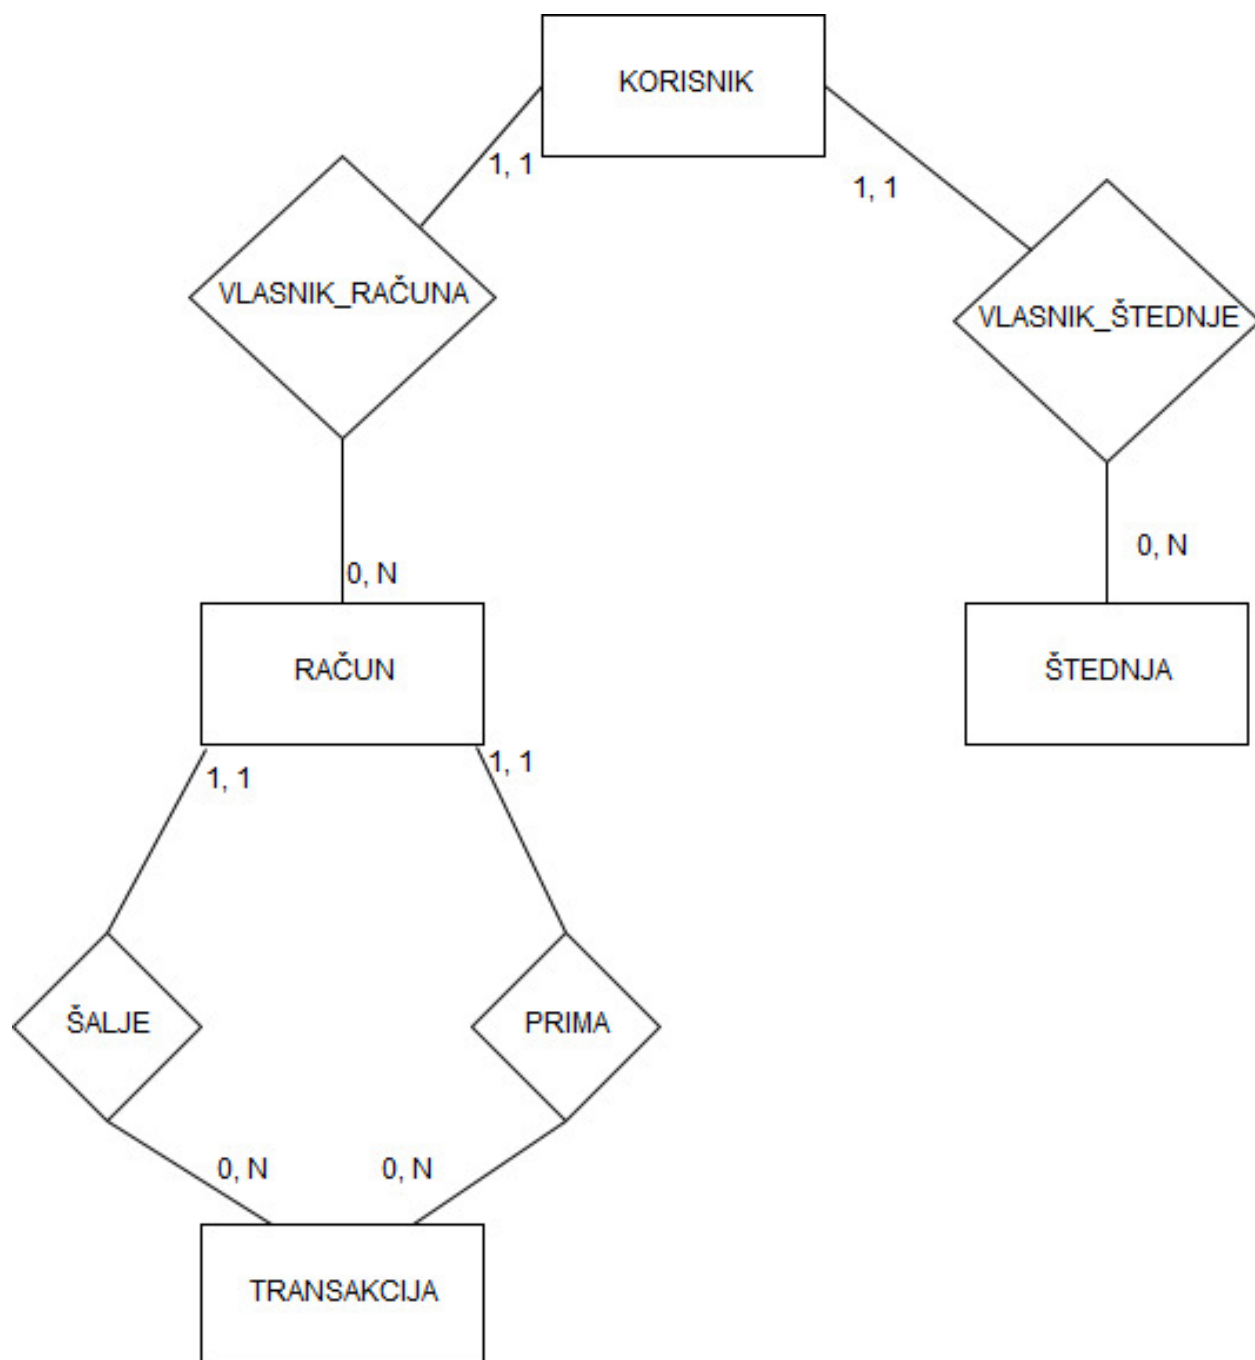 KORISNIK
1, 1
1, 1
VLASNIK_RAČUNA
VLASNIK_ŠTEDNJE
0, N
0, N
RAČUN
ŠTEDNJA
1, 1
1, 1
ŠALJE
PRIMA
0, N
0, N
TRANSAKCIJA